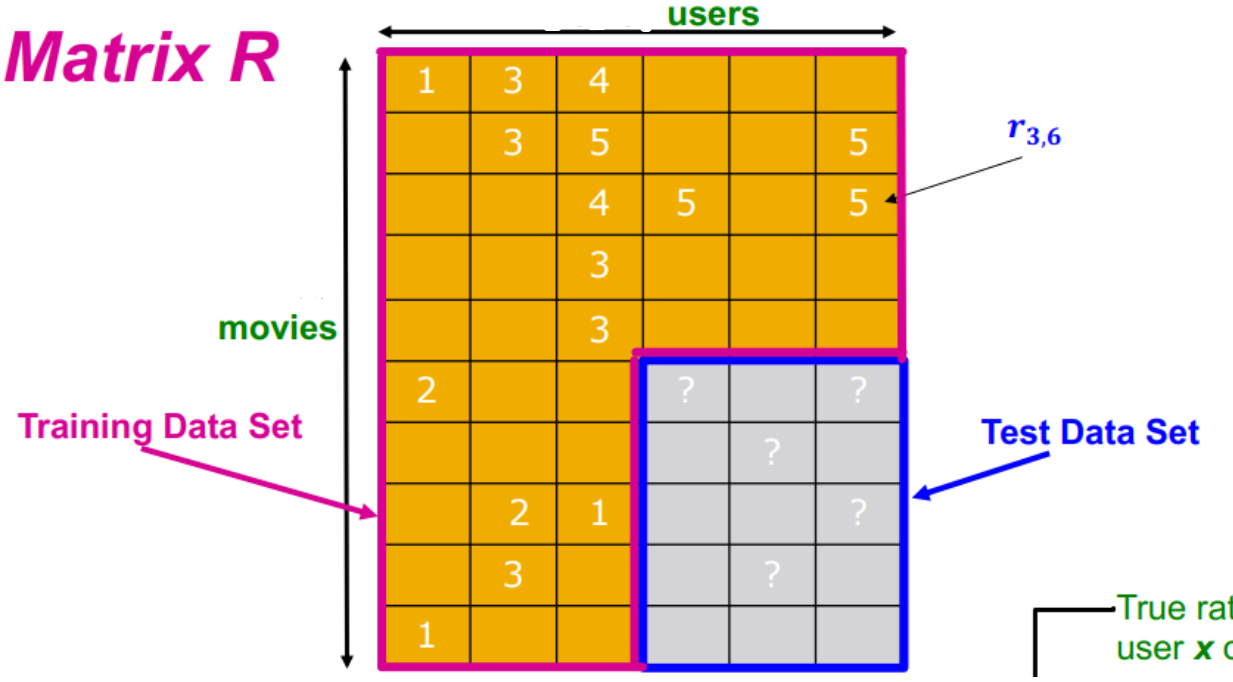 users
Matrix R
1 3 4
3 5 5
r3,6
4 5 5
3
movies
3
2 ? ?
Training Data Set
Test Data Set
?
2 1 ?
3 ?
True rat
1
user x o